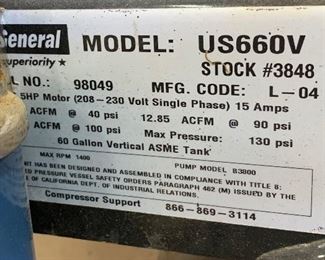 General
superiority ★
MODEL: US660V
STOCK #3848
L NO.: 98049 MFG. CODE: L-04
5HP Motor (208-230 Volt Single Phase) 15 Amps
ACFM @ 40 psi 12.85 ACFM @ 90 psi
ACFM @ 100 psi Max Pressure: 130 psi
60 Gallon Vertical ASME Tank
MAX RPM 1400 PUMP MODEL B3800
NT HAS BEEN DESIGNED AND ASSEMBLED IN COMPLIANCE WITH TITLE 8:
ED PRESSURE VESSEL SAFETY ORDERS PARAGRAPH 462 (M) ISSUED BY THE
E OF CALIFORNIA DEPT. OF INDUSTRIAL RELATIONS.
Compressor Support 866-869-3114